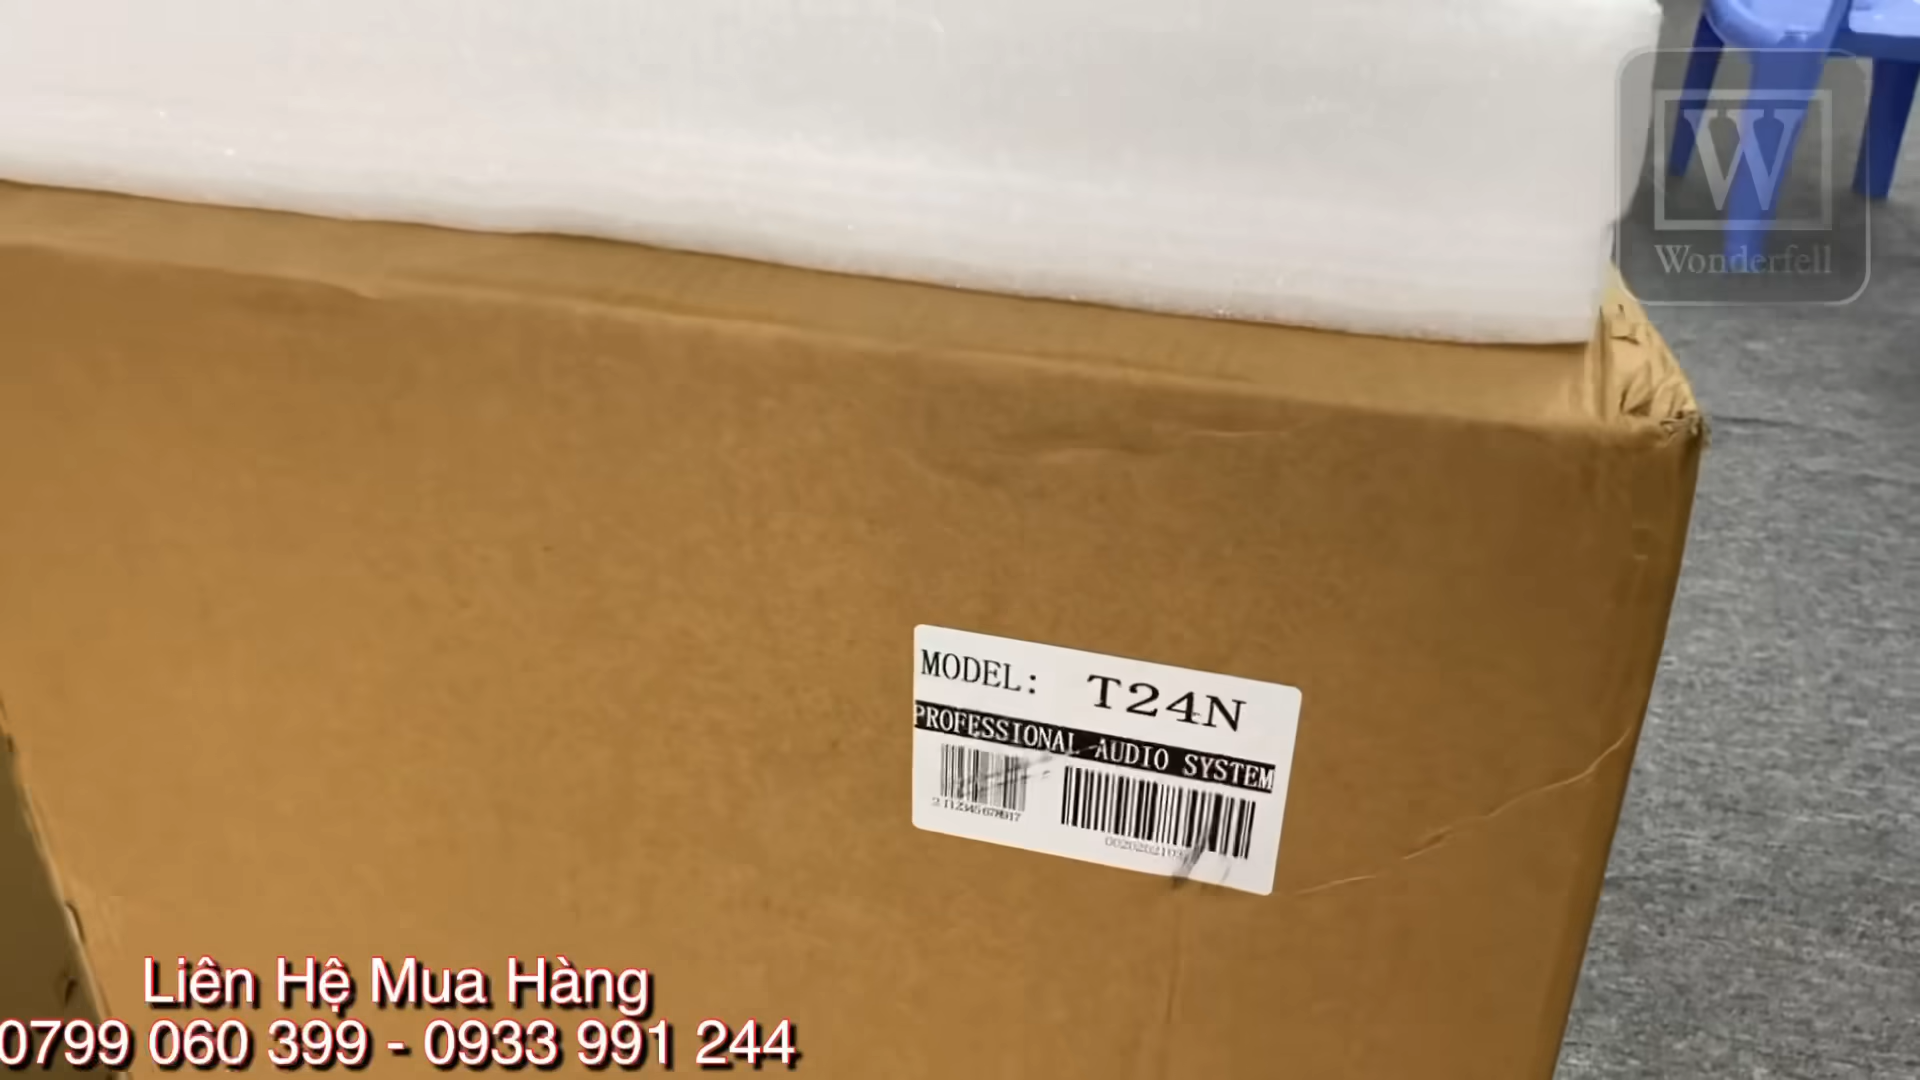 W
Wonderfell
MODEL: T24N
PROFESSIONAL AUDIO SYSTEM
Liên Hệ Mua Hàng
0799 060 399 - 0933 991 244